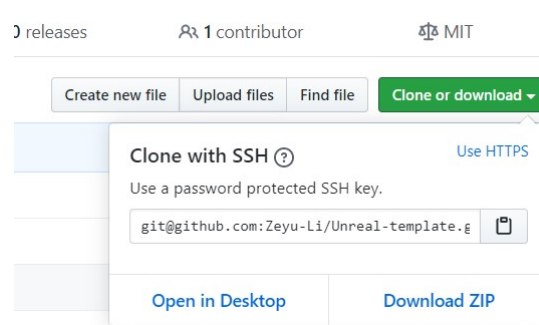 0 releases 1 contributor MIT
Create new file Upload files Find file Clone or download
Clone with SSH Use HTTPS
Use a password protected SSH key.
git@github.com:Zeyu-Li/Unreal-template.g
Open in Desktop Download ZIP